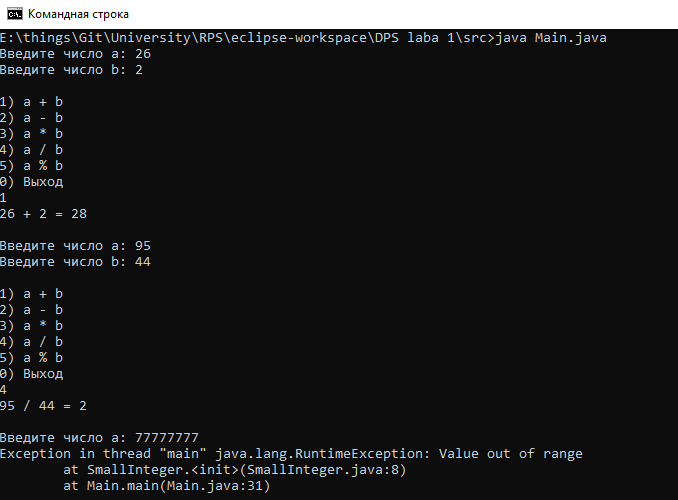 Командная строка
E:\things\Git\University\RPS\eclipse-workspace\DPS laba 1\src>java Main.java
Введите число a: 26
Введите число b: 2
1) a + b
2) a - b
3) a * b
4) a / b
5) a % b
0) Выход
1
26 + 2 = 28
Введите число a: 95
Введите число b: 44
1) a + b
2) a - b
3) a * b
4) a / b
5) a % b
0) Выход
4
95 / 44 = 2
Введите число a: 77777777
Exception in thread "main" java.lang.RuntimeException: Value out of range
at SmallInteger.<init>(SmallInteger.java:8)
at Main.main(Main.java:31)